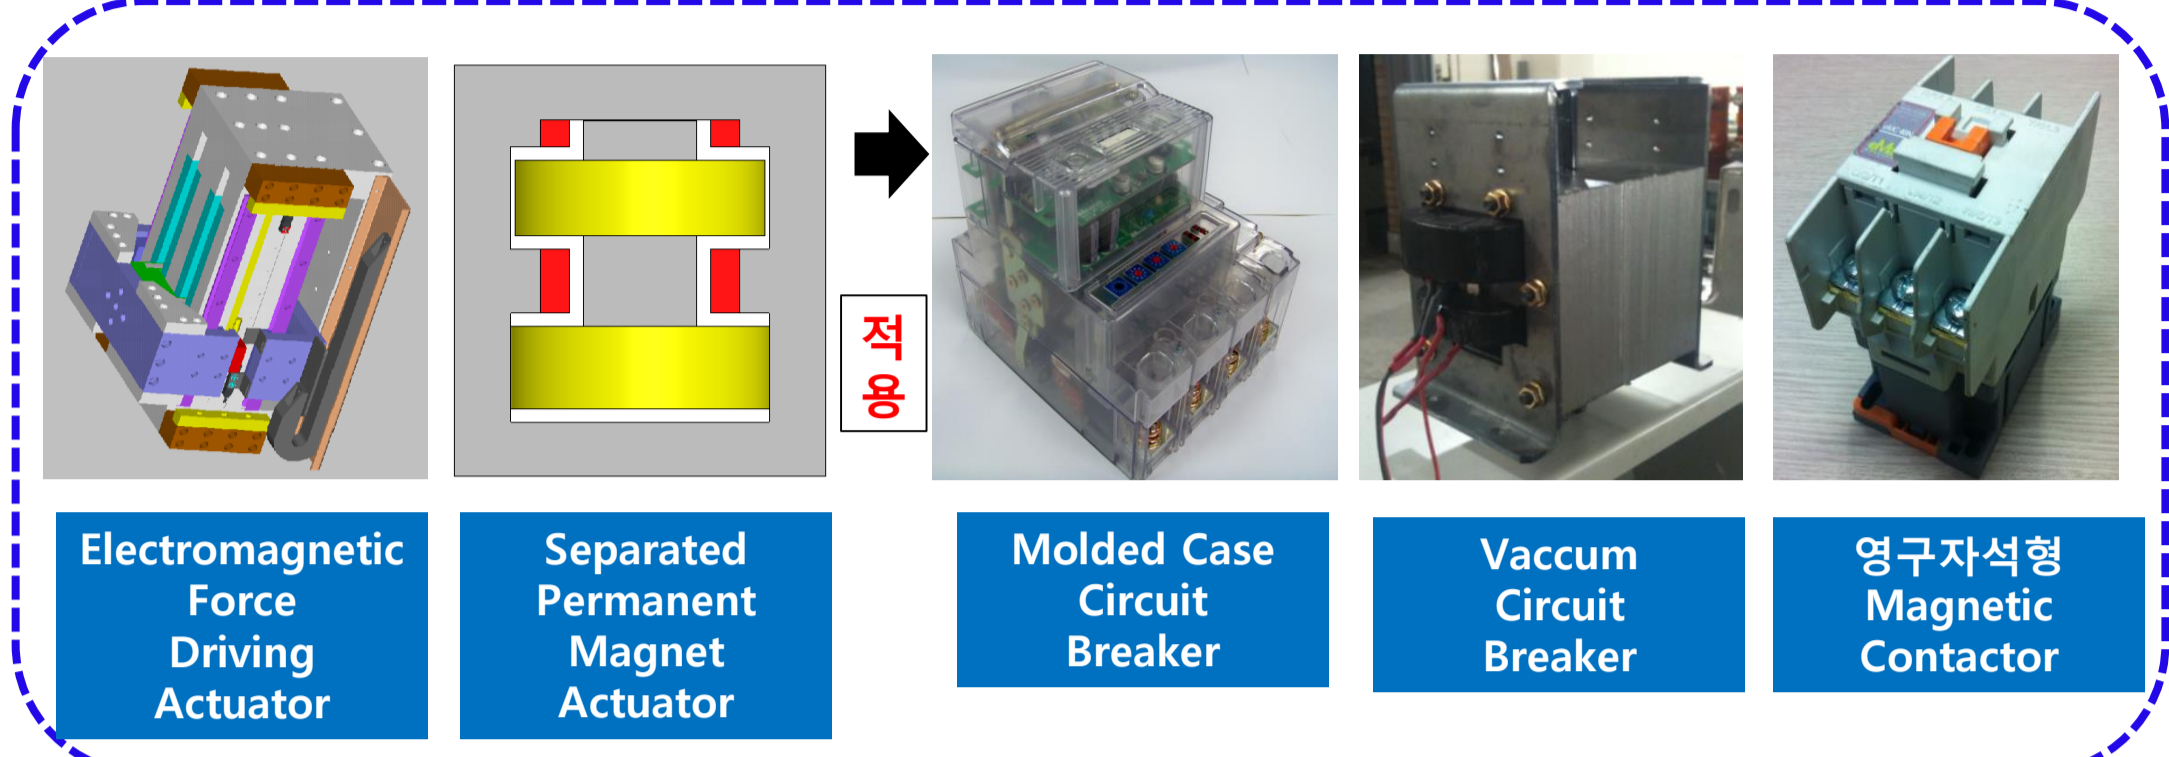 적
용
Electromagnetic
Force
Driving
Actuator
Separated
Permanent
Magnet
Actuator
Molded Case
Circuit
Breaker
Vaccum
Circuit
Breaker
영구자석형
Magnetic
Contactor